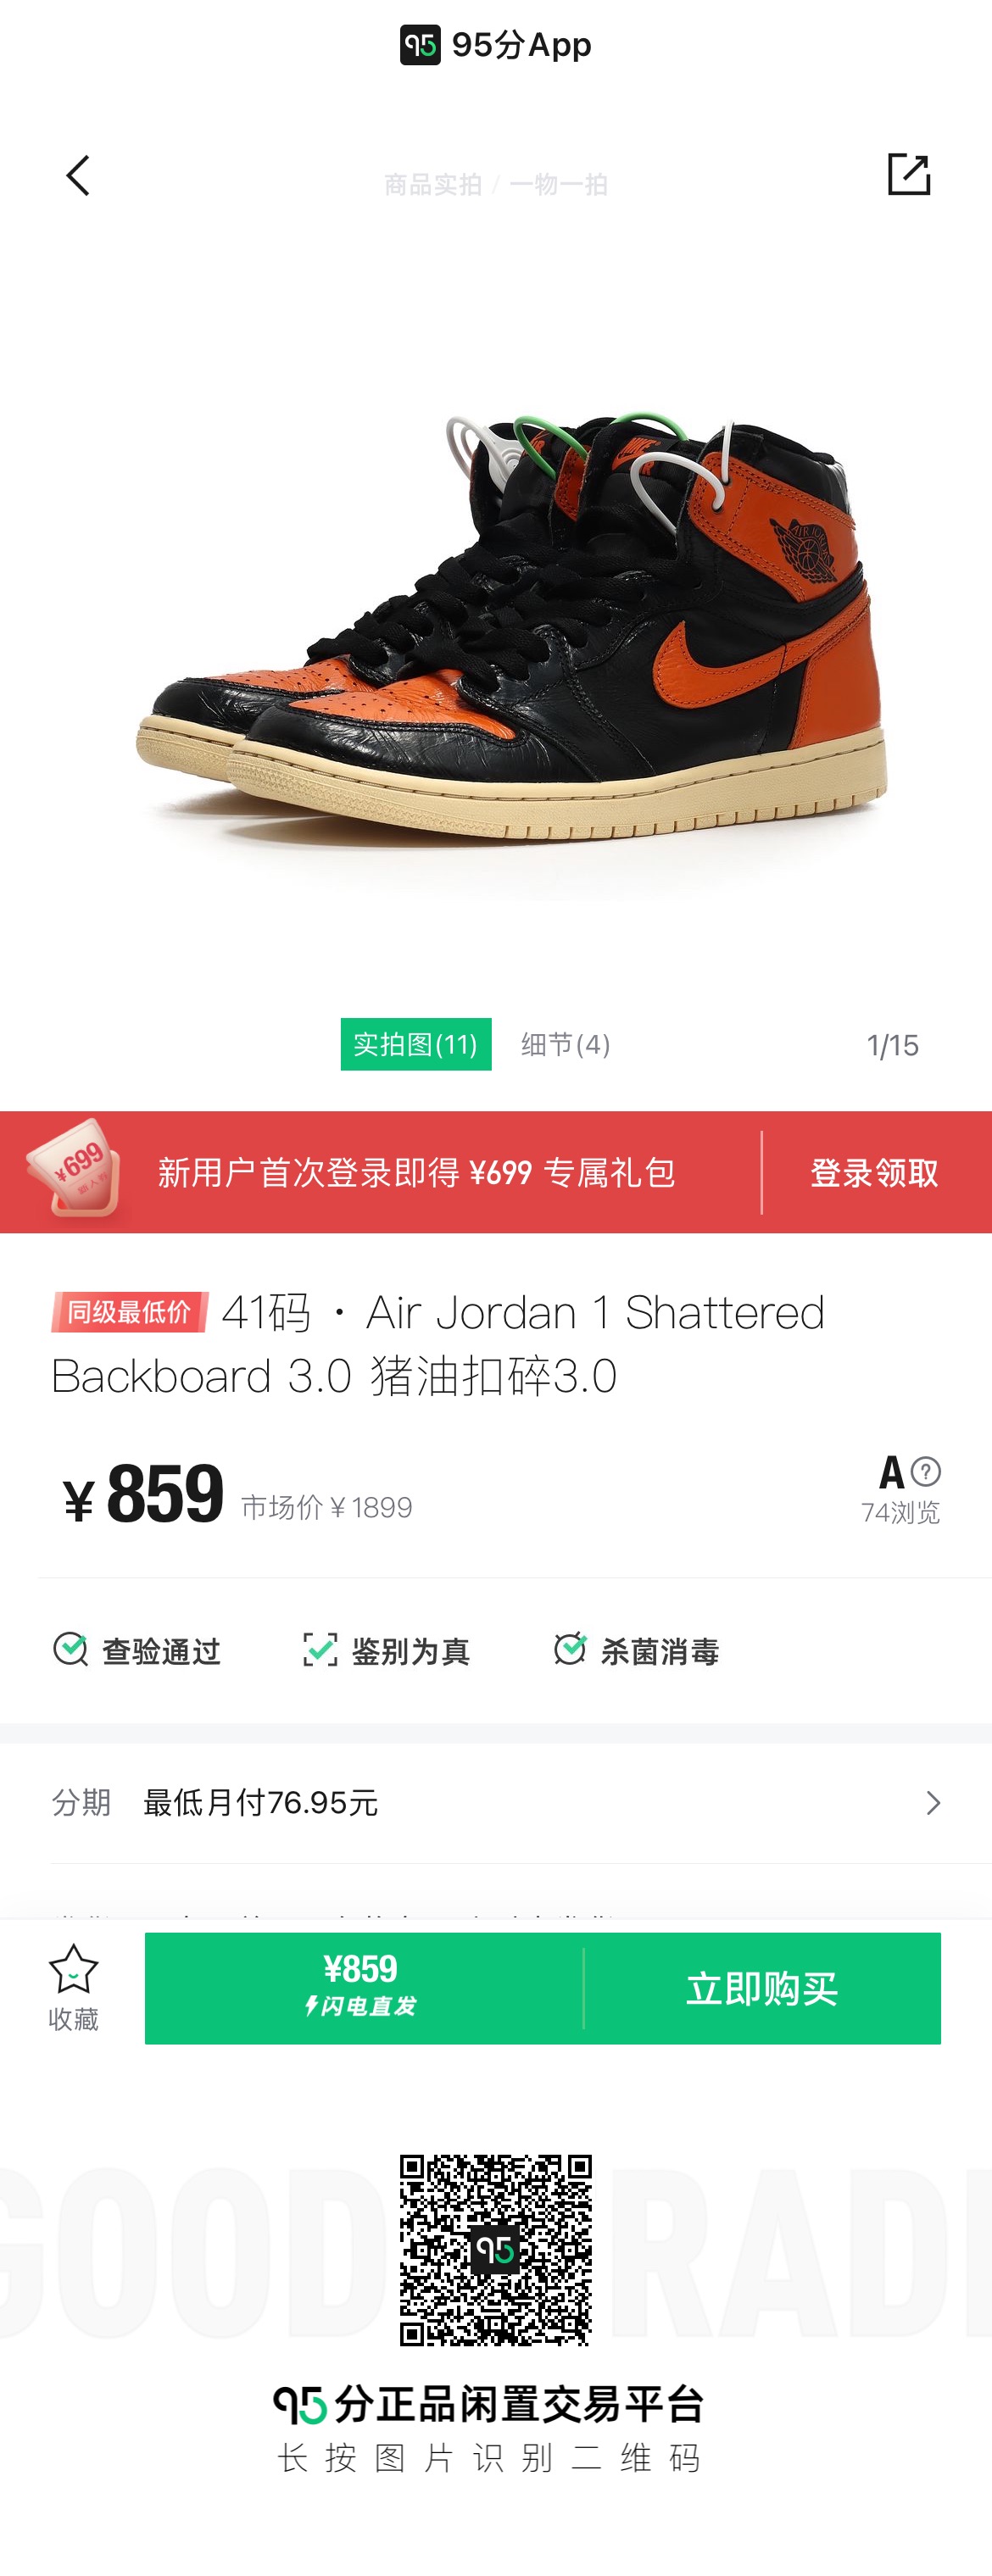 95分App
商品实拍 / 一物一拍
NIKE
AIR JORDAN
实拍图(11)
细节(4)
1/15
¥699
新用户首次登录即得 ¥699 专属礼包
登录领取
同级最低价 41码 · Air Jordan 1 Shattered
Backboard 3.0 猪油扣碎3.0
¥859 市场价¥1899
A
74浏览
查验通过
鉴别为真
杀菌消毒
分期 最低月付76.95元
收藏
¥859
闪电直发
立即购买
GOOD
RAD
95
95分正品闲置交易平台
长按图片识别二维码